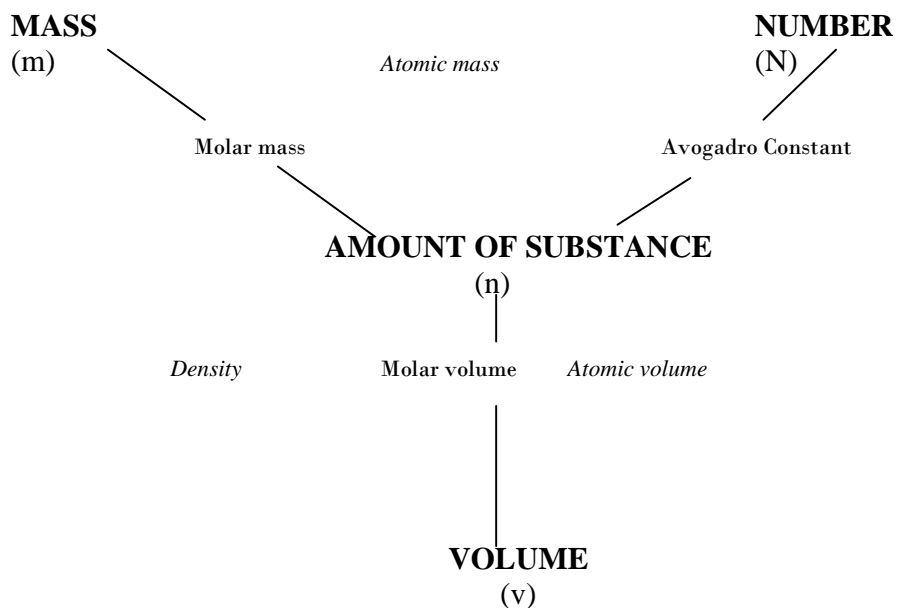 MASS NUMBER
(m) (N)
Atomic mass
Molar mass Avogadro Constant
AMOUNT OF SUBSTANCE
(n)
Density Molar volume Atomic volume
VOLUME
(v)